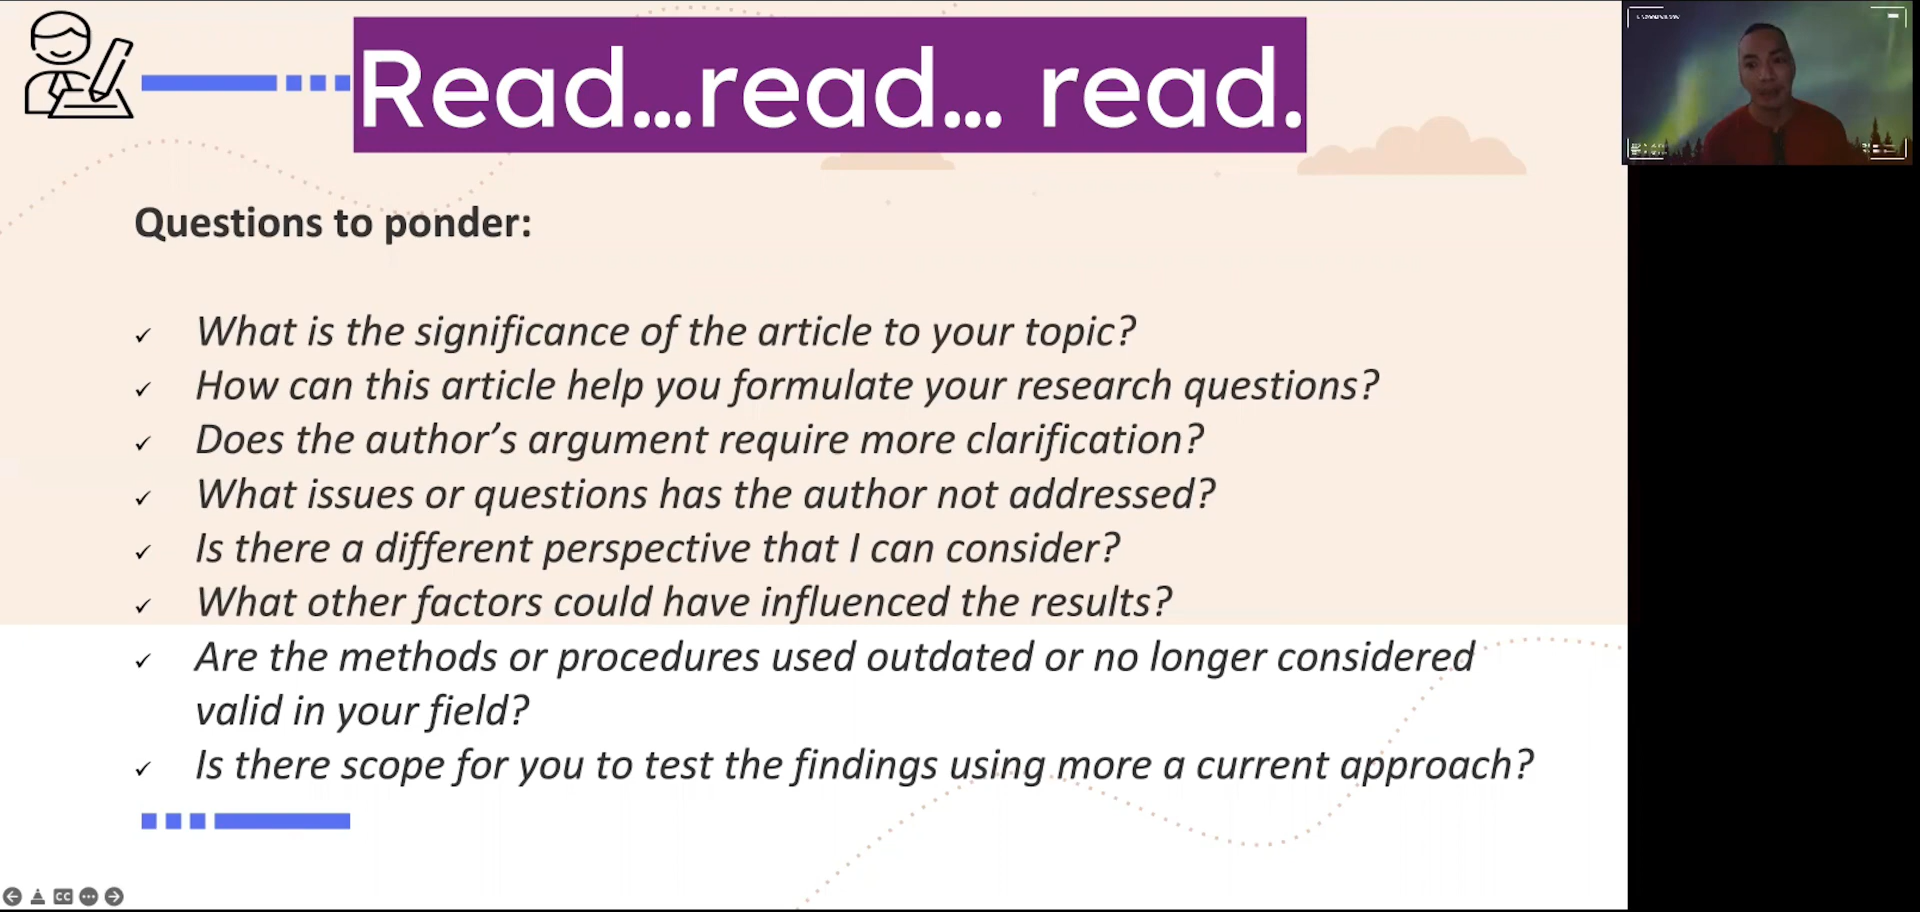 Read...read... read.
Questions to ponder:
✓ What is the significance of the article to your topic?
✓ How can this article help you formulate your research questions?
✓ Does the author’s argument require more clarification?
✓ What issues or questions has the author not addressed?
✓ Is there a different perspective that I can consider?
✓ What other factors could have influenced the results?
✓ Are the methods or procedures used outdated or no longer considered
valid in your field?
✓ Is there scope for you to test the findings using more a current approach?
CC